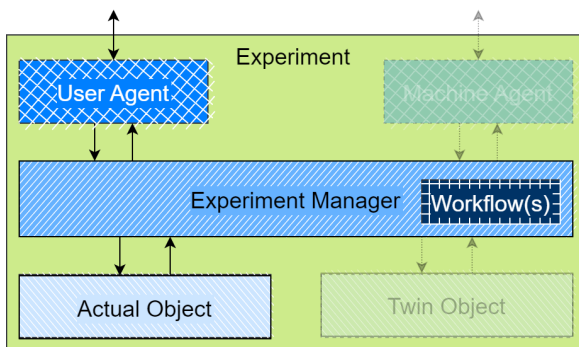 Experiment
User Agent
Machine Agent
Experiment Manager
Workflow(s)
Actual Object
Twin Object